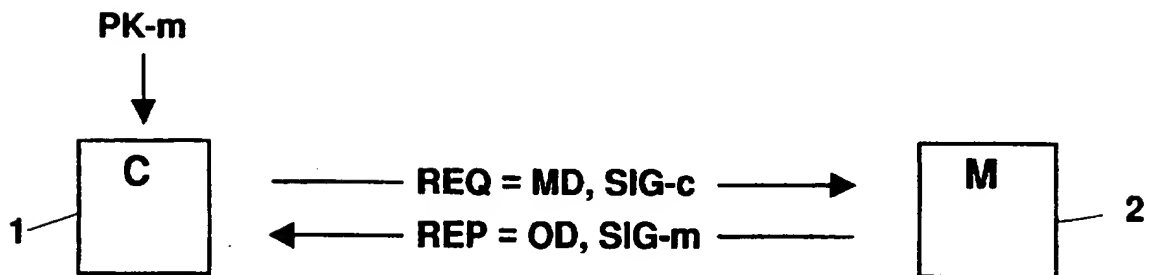 PK-m
C
REQ = MD, SIG-c
M
1
REP = OD, SIG-m
2